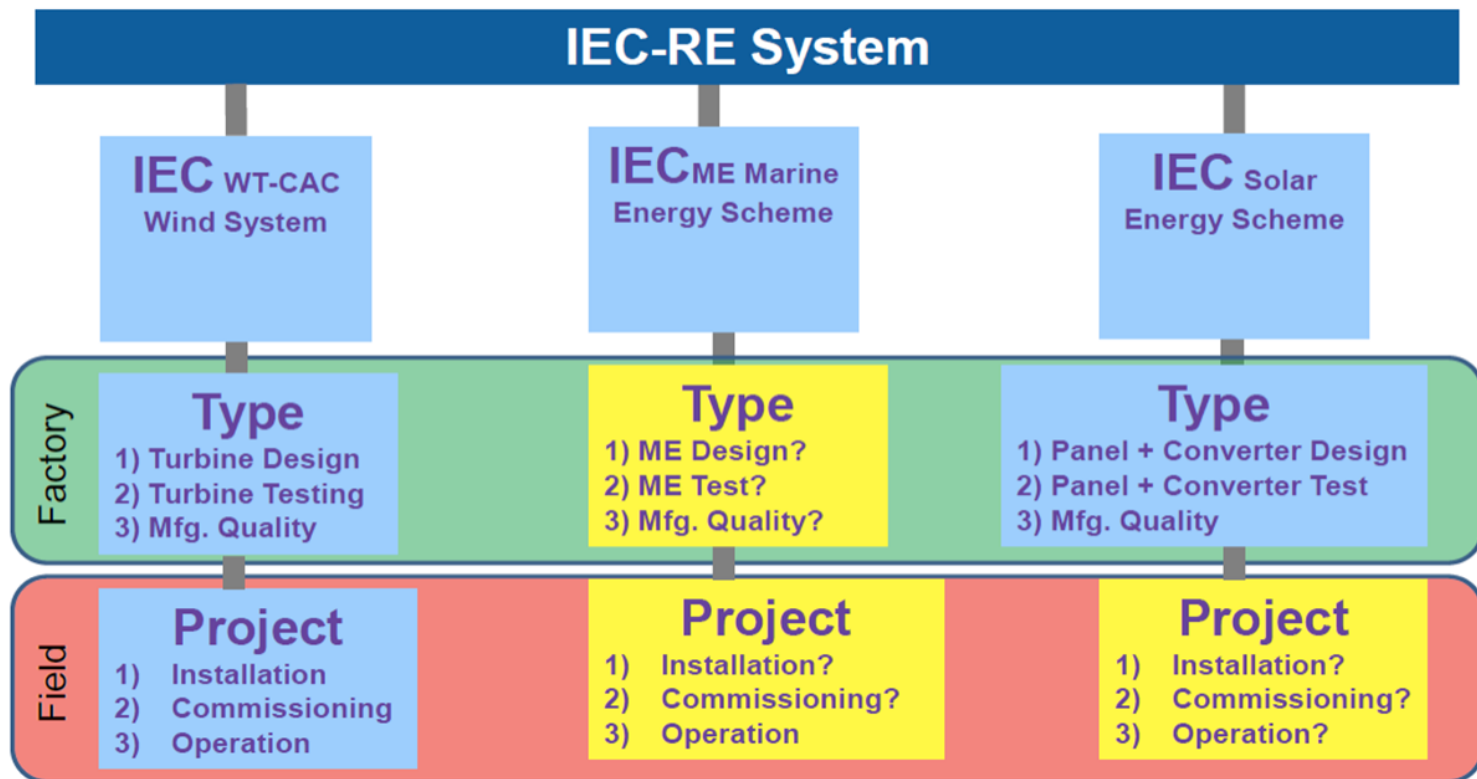 IEC-RE System
IEC WT-CAC
Wind System
IEC ME Marine
Energy Scheme
IEC Solar
Energy Scheme
Factory
Type
1) Turbine Design
2) Turbine Testing
3) Mfg. Quality
Type
1) ME Design?
2) ME Test?
3) Mfg. Quality?
Type
1) Panel + Converter Design
2) Panel + Converter Test
3) Mfg. Quality
Field
Project
1) Installation
2) Commissioning
3) Operation
Project
1) Installation?
2) Commissioning?
3) Operation
Project
1) Installation?
2) Commissioning?
3) Operation?